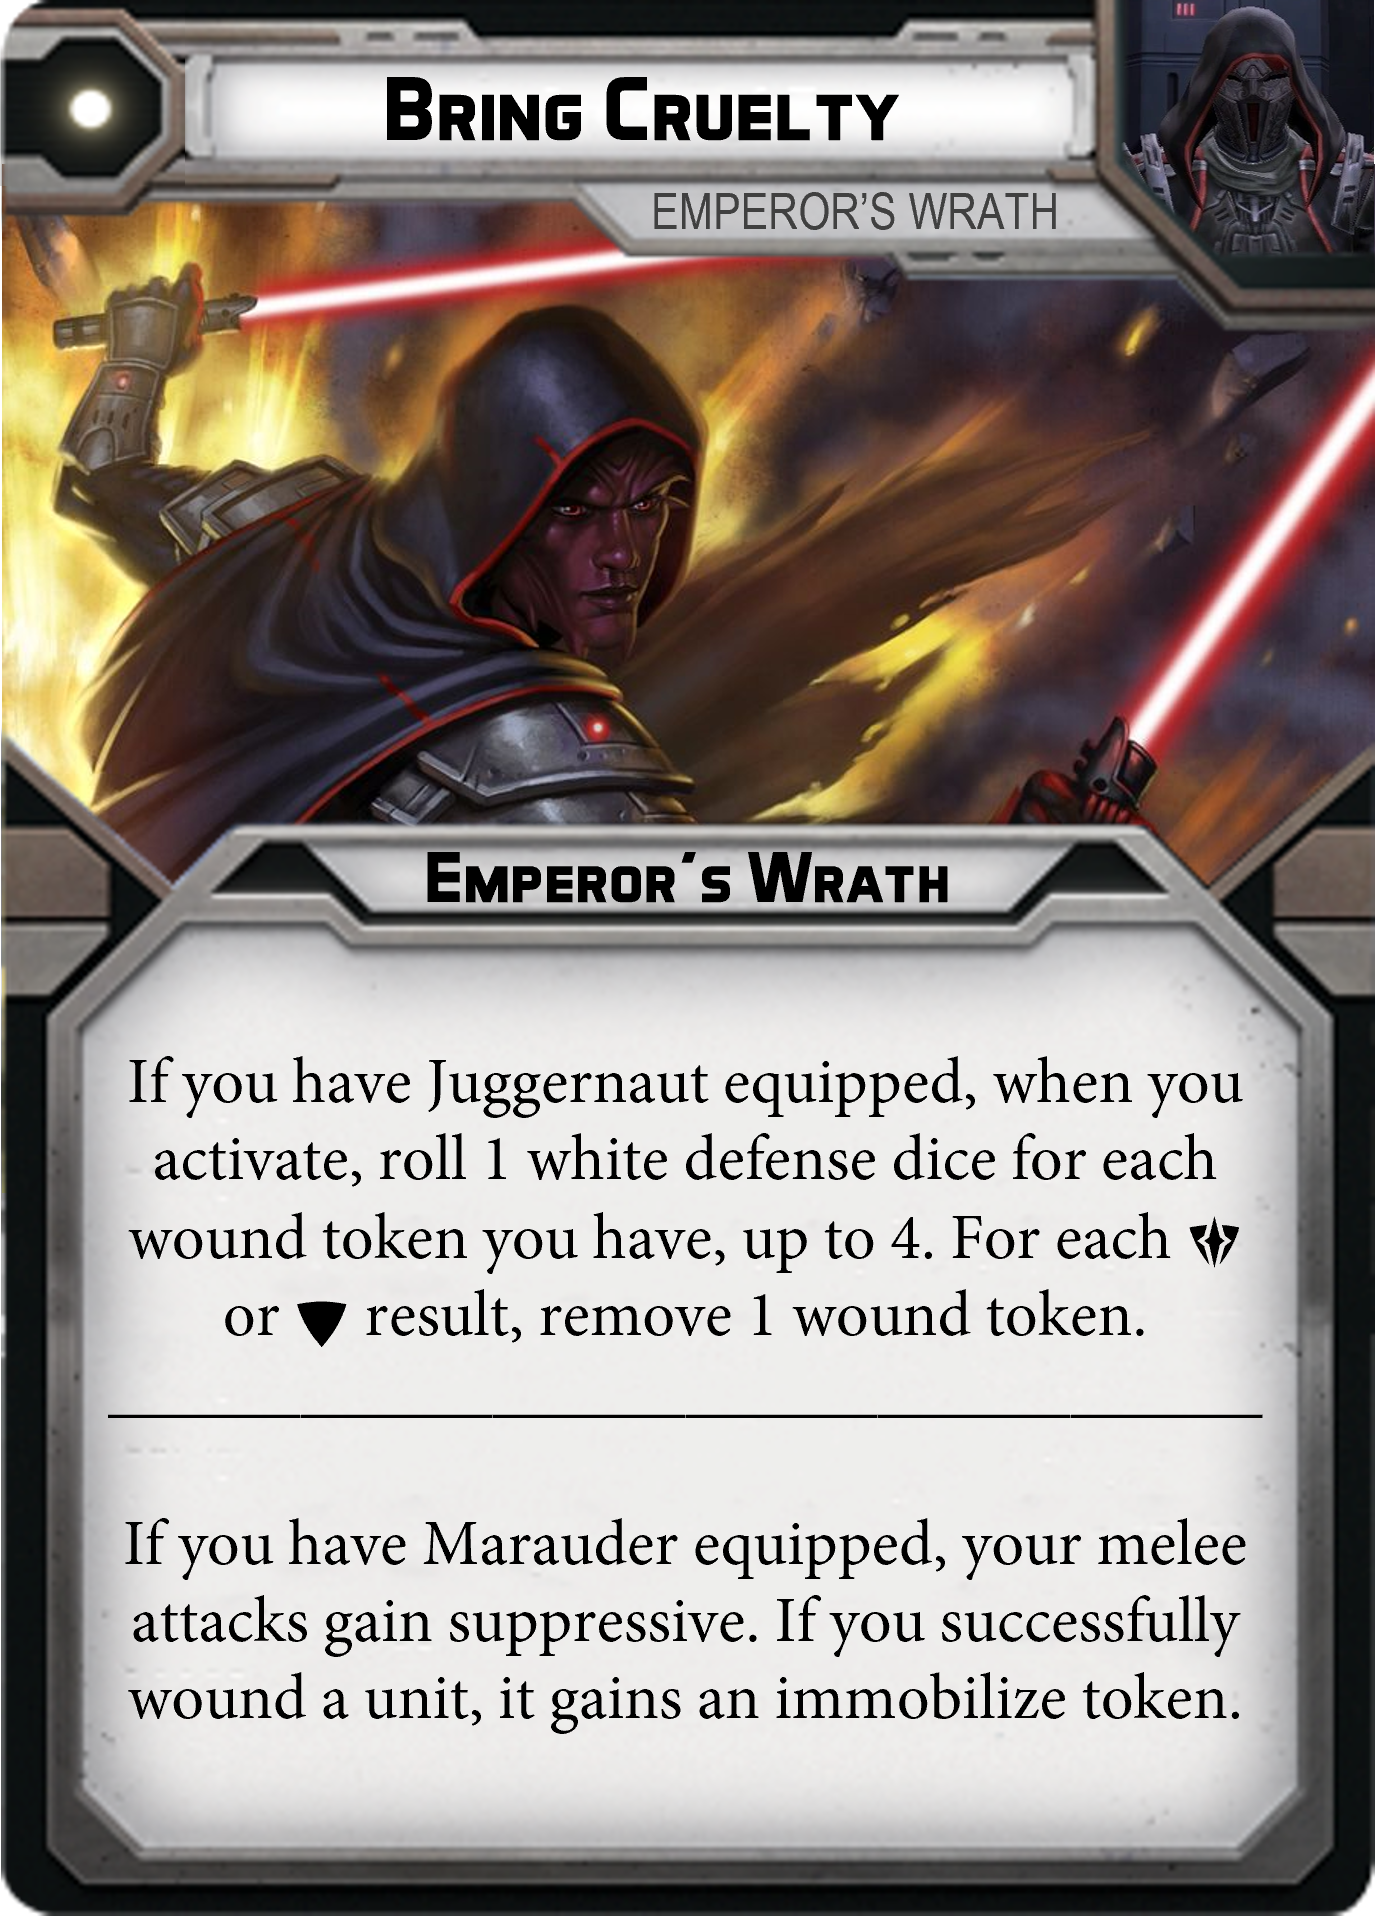 BRING CRUELTY
EMPEROR'S WRATH
EMPEROR´S WRATH
If you have Juggernaut equipped, when you
activate, roll 1 white defense dice for each
wound token you have, up to 4. For each
or result, remove 1 wound token.
If you have Marauder equipped, your melee
attacks gain suppressive. If you successfully
wound a unit, it gains an immobilize token.